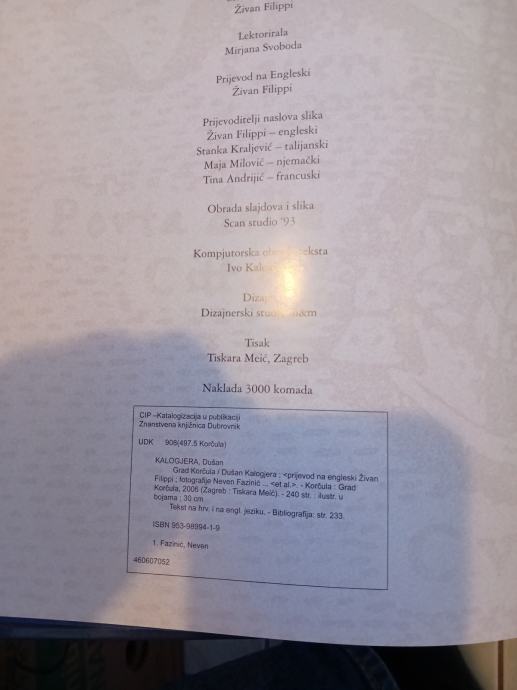 Živan Filippi
Lektorirala
Mirjana Svoboda
Prijevod na Engleski
Živan Filippi
Prijevoditelji naslova slika
Živan Filippi – engleski
Stanka Kraljević – talijanski
Maja Milović – njemački
Tina Andrijić – francuski
Obrada slajdova i slika
Scan studio '93
Kompjutorska
Ivo
Dizajnerski
Tisak
Tiskara Meić, Zagreb
Naklada 3000 komada
CIP –Katalogizacija u publikaciji
Znanstvena knjižnica Dubrovnik
UDK 908(497.5 Korčula)
KALOGJERA, Dušan
Grad Korčula / Dušan Kalogjera ; <prijevod na engleski Živan
Filippi ; fotografije Neven Fazinić ... <et al.>. - Korčula : Grad
Korčula, 2006 (Zagreb : Tiskara Meić). - 240 str. : ilustr. u
bojama ; 30 cm
Tekst na hrv. i na engl. jeziku. - Bibliografija: str. 233.
ISBN 953-98994-1-9
1. Fazinić, Neven
460607052